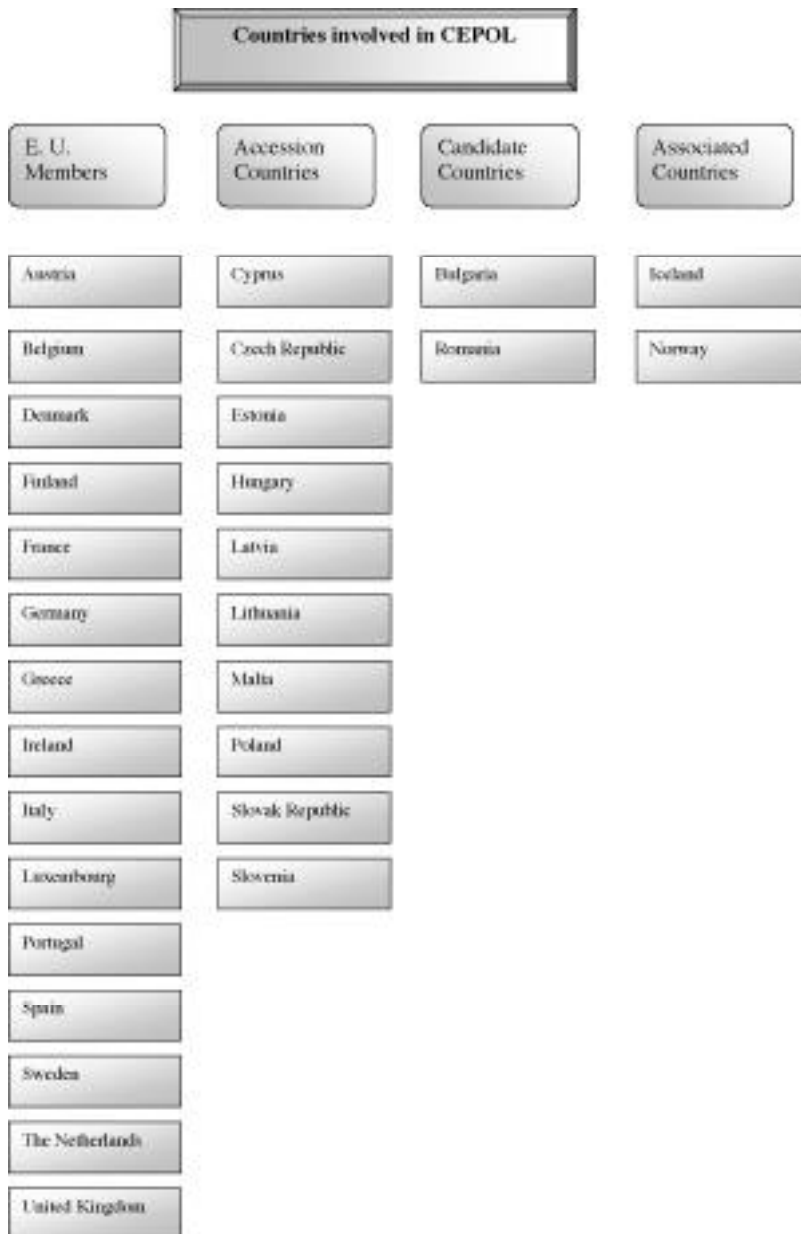 Countries involved in CEPOL
E. U.
Members
Accession
Countries
Candidate
Countries
Associated
Countries
Austria
Cyprus
Bulgaria
Iceland
Belgium
Czech Republic
Romania
Norway
Denmark
Estonia
Finland
Hungary
France
Latvia
Germany
Lithuania
Greece
Malta
Ireland
Poland
Italy
Slovak Republic
Luxembourg
Slovenia
Portugal
Spain
Sweden
The Netherlands
United Kingdom